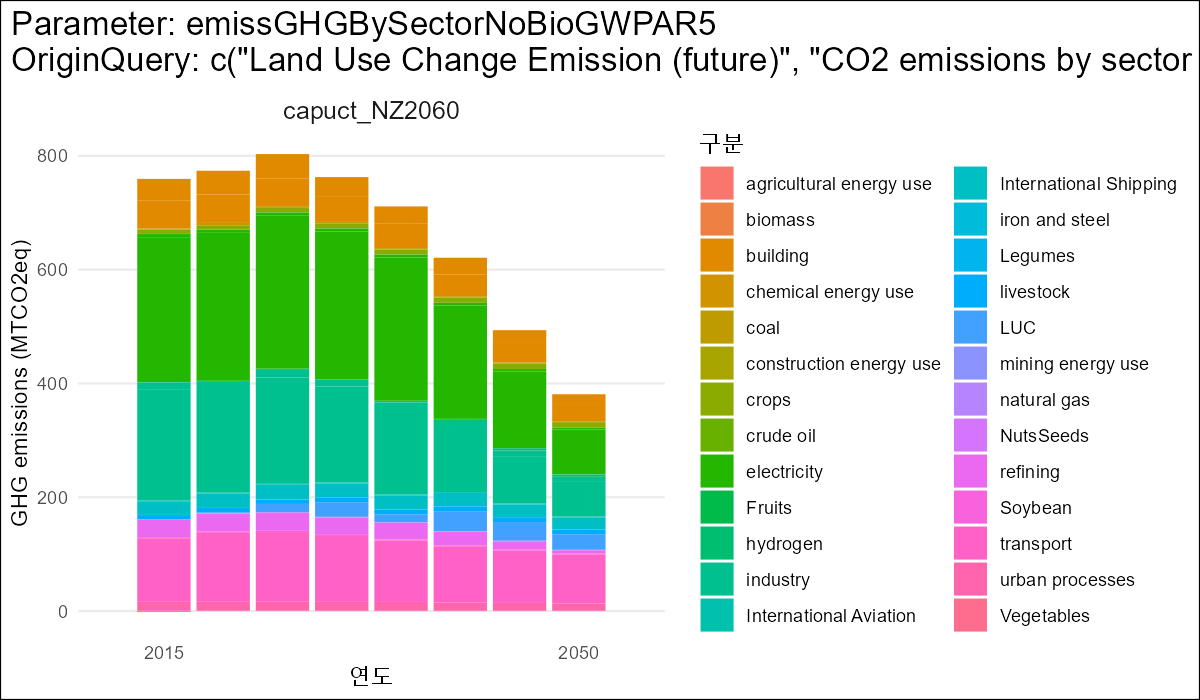 Parameter: emissGHGBySectorNoBioGWPAR5
OriginQuery: c("Land Use Change Emission (future)", "CO2 emissions by sector
capuct_NZ2060
GHG emissions (MTCO2eq)
800
600
400
200
0
2015
2050
연도
구분
agricultural energy use
biomass
building
chemical energy use
coal
construction energy use
crops
crude oil
electricity
Fruits
hydrogen
industry
International Aviation
International Shipping
iron and steel
Legumes
livestock
LUC
mining energy use
natural gas
NutsSeeds
refining
Soybean
transport
urban processes
Vegetables